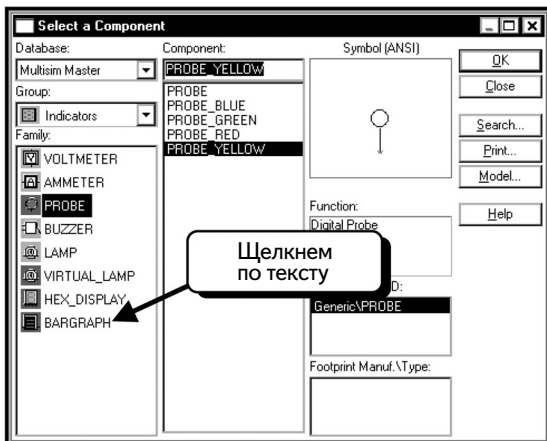 Select a Component
Database:
Multisim Master
Group:
Indicators
Family:
VOLTMETER
AMMETER
PROBE
BUZZER
LAMP
VIRTUAL_LAMP
HEX_DISPLAY
BARGRAPH
Component:
PROBE_YELLOW
PROBE
PROBE_BLUE
PROBE_GREEN
PROBE_RED
PROBE_YELLOW
Symbol (ANSI)
Function:
Digital Probe
D:
Generic\PROBE
Footprint Manuf.\Type:
OK
Close
Search...
Print...
Model...
Help
Щелкнем
по тексту